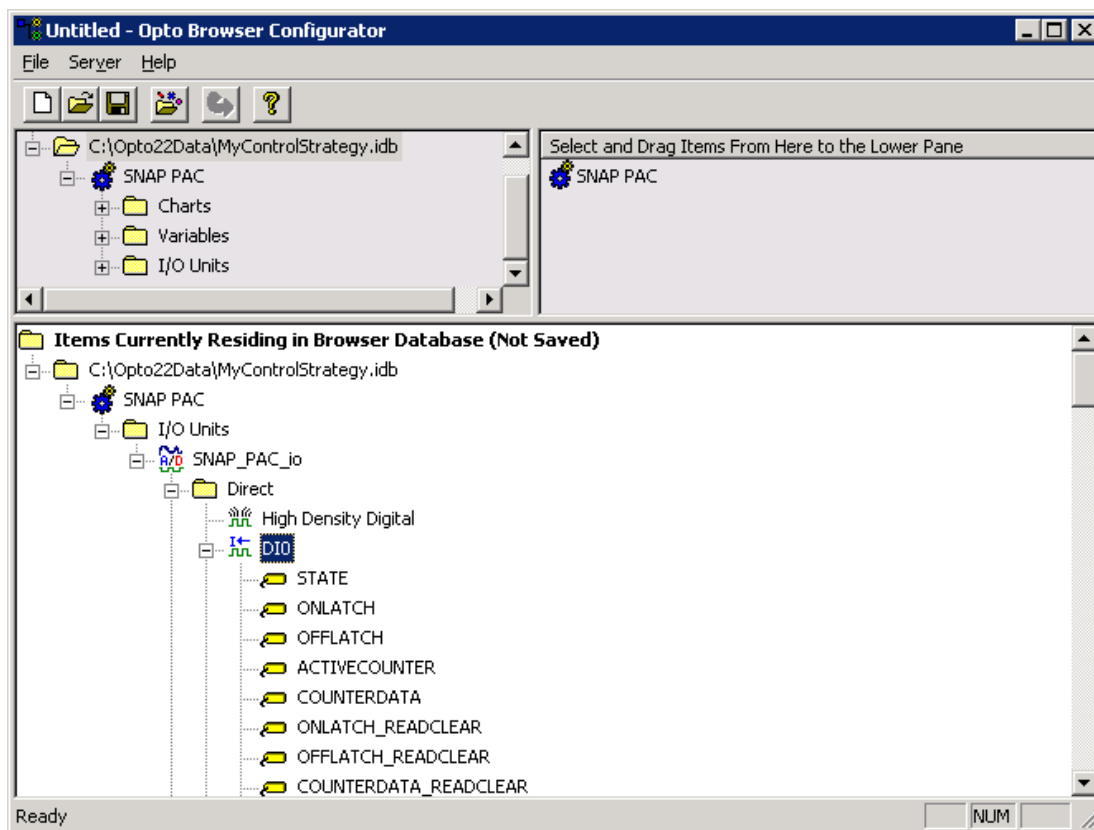 Untitled - Opto Browser Configurator
File Server Help
C:\Opto22Data\MyControlStrategy.idb
SNAP PAC
Charts
Variables
I/O Units
Select and Drag Items From Here to the Lower Pane
SNAP PAC
Items Currently Residing in Browser Database (Not Saved)
C:\Opto22Data\MyControlStrategy.idb
SNAP PAC
I/O Units
SNAP_PAC_io
Direct
High Density Digital
DI0
STATE
ONLATCH
OFFLATCH
ACTIVECOUNTER
COUNTERDATA
ONLATCH_READCLEAR
OFFLATCH_READCLEAR
COUNTERDATA_READCLEAR
Ready NUM